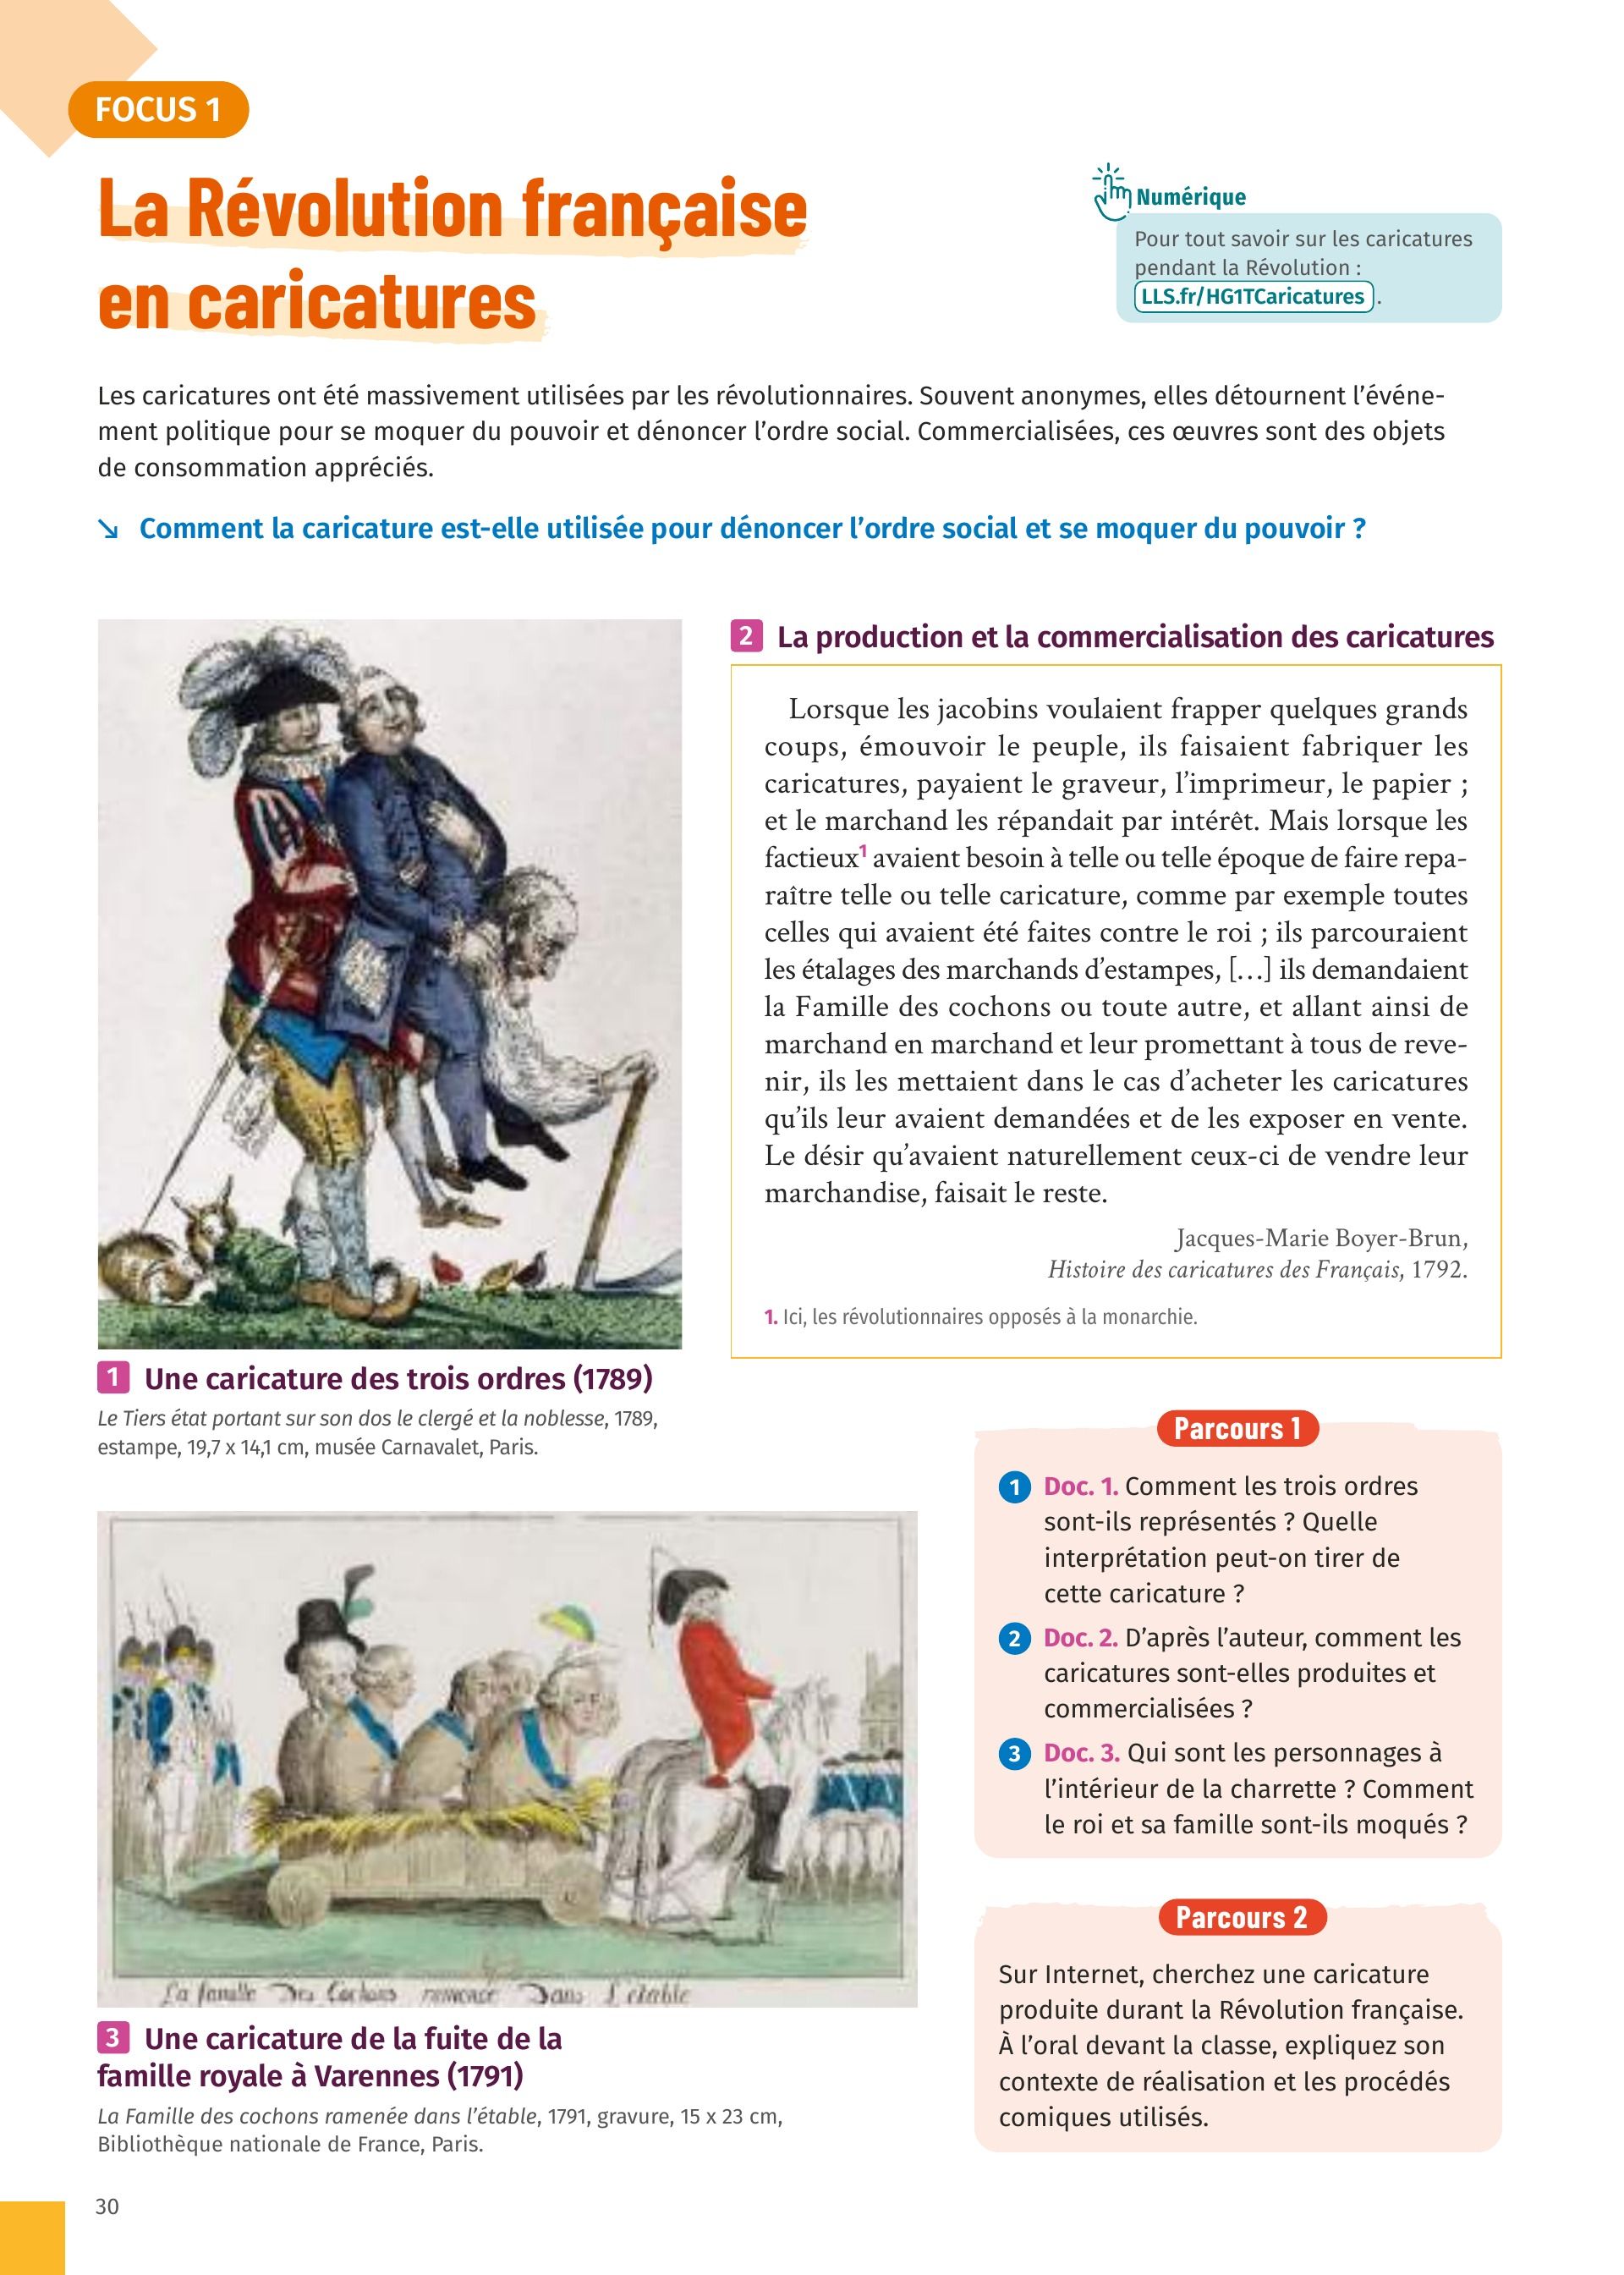 FOCUS 1
La Révolution française
en caricatures
Numérique
Pour tout savoir sur les caricatures
pendant la Révolution :
LLS.fr/HG1TCaricatures .
Les caricatures ont été massivement utilisées par les révolutionnaires. Souvent anonymes, elles détournent l’événe-
ment politique pour se moquer du pouvoir et dénoncer l’ordre social. Commercialisées, ces œuvres sont des objets
de consommation appréciés.
↘ Comment la caricature est-elle utilisée pour dénoncer l’ordre social et se moquer du pouvoir ?
1 Une caricature des trois ordres (1789)
Le Tiers état portant sur son dos le clergé et la noblesse, 1789,
estampe, 19,7 x 14,1 cm, musée Carnavalet, Paris.
2 La production et la commercialisation des caricatures
Lorsque les jacobins voulaient frapper quelques grands
coups, émouvoir le peuple, ils faisaient fabriquer les
caricatures, payaient le graveur, l’imprimeur, le papier ;
et le marchand les répandait par intérêt. Mais lorsque les
factieux1 avaient besoin à telle ou telle époque de faire repa-
raître telle ou telle caricature, comme par exemple toutes
celles qui avaient été faites contre le roi ; ils parcouraient
les étalages des marchands d’estampes, […] ils demandaient
la Famille des cochons ou toute autre, et allant ainsi de
marchand en marchand et leur promettant à tous de reve-
nir, ils les mettaient dans le cas d’acheter les caricatures
qu’ils leur avaient demandées et de les exposer en vente.
Le désir qu’avaient naturellement ceux-ci de vendre leur
marchandise, faisait le reste.
Jacques-Marie Boyer-Brun,
Histoire des caricatures des Français, 1792.
1. Ici, les révolutionnaires opposés à la monarchie.
La famille Des Cochons ramenée Dans L'étable
3 Une caricature de la fuite de la
famille royale à Varennes (1791)
La Famille des cochons ramenée dans l’étable, 1791, gravure, 15 x 23 cm,
Bibliothèque nationale de France, Paris.
Parcours 1
1 Doc. 1. Comment les trois ordres
sont-ils représentés ? Quelle
interprétation peut-on tirer de
cette caricature ?
2 Doc. 2. D’après l’auteur, comment les
caricatures sont-elles produites et
commercialisées ?
3 Doc. 3. Qui sont les personnages à
l’intérieur de la charrette ? Comment
le roi et sa famille sont-ils moqués ?
Parcours 2
Sur Internet, cherchez une caricature
produite durant la Révolution française.
À l’oral devant la classe, expliquez son
contexte de réalisation et les procédés
comiques utilisés.
30